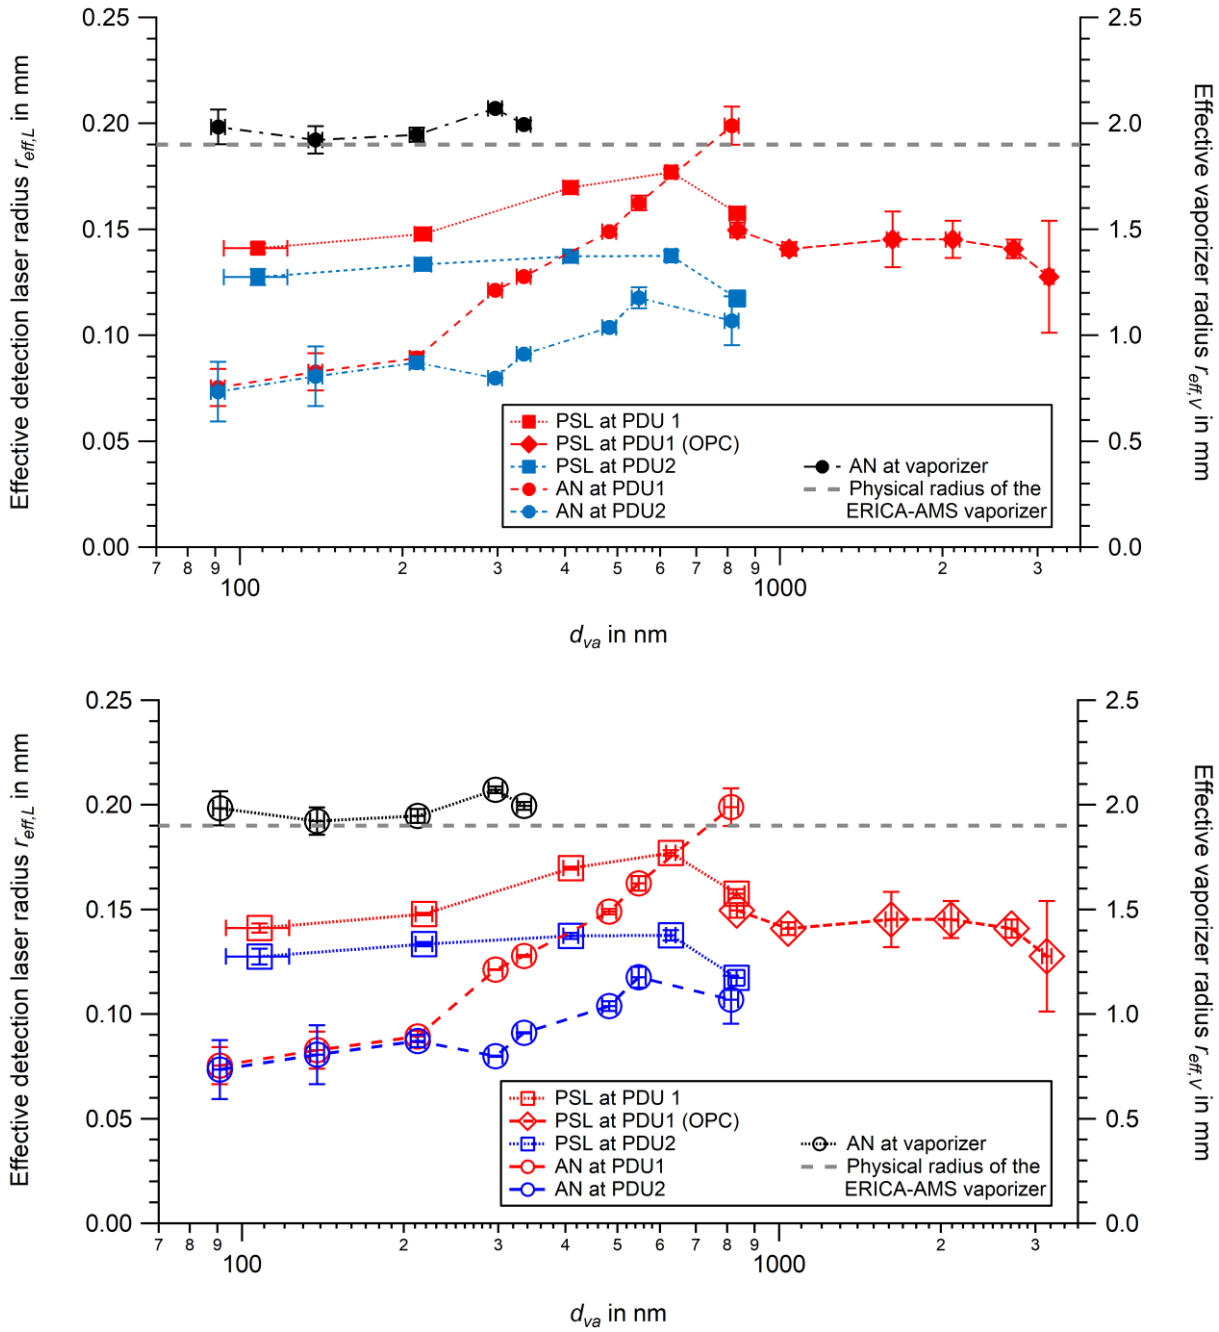 0.25
0.20
0.15
0.10
0.05
0.00
Effective detection laser radius reff,L in mm
2.5
2.0
1.5
1.0
0.5
0.0
Effective vaporizer radius reff,V in mm
PSL at PDU 1
PSL at PDU1 (OPC)
PSL at PDU2
AN at PDU1
AN at PDU2
AN at vaporizer
Physical radius of the
ERICA-AMS vaporizer
7 8 9 2 3 4 5 6 7 8 9 2 3
100 1000
dva in nm
0.25
0.20
0.15
0.10
0.05
0.00
Effective detection laser radius reff,L in mm
2.5
2.0
1.5
1.0
0.5
0.0
Effective vaporizer radius reff,V in mm
PSL at PDU 1
PSL at PDU1 (OPC)
PSL at PDU2
AN at PDU1
AN at PDU2
AN at vaporizer
Physical radius of the
ERICA-AMS vaporizer
7 8 9 2 3 4 5 6 7 8 9 2 3
100 1000
dva in nm